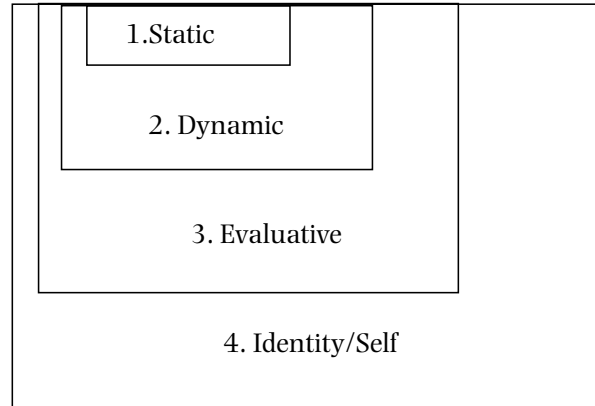 1.Static
2. Dynamic
3. Evaluative
4. Identity/Self